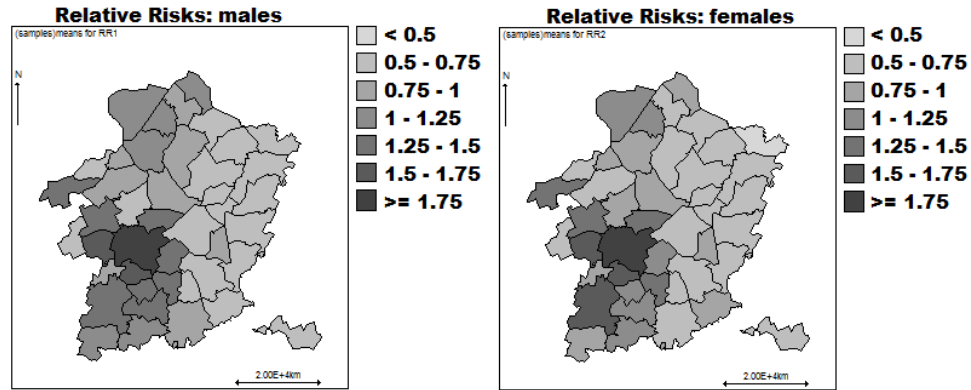 Relative Risks: males
(samples)means for RR1
N
< 0.5
0.5 - 0.75
0.75 - 1
1 - 1.25
1.25 - 1.5
1.5 - 1.75
>= 1.75
2.00E+4km
Relative Risks: females
(samples)means for RR2
N
< 0.5
0.5 - 0.75
0.75 - 1
1 - 1.25
1.25 - 1.5
1.5 - 1.75
>= 1.75
2.00E+4km